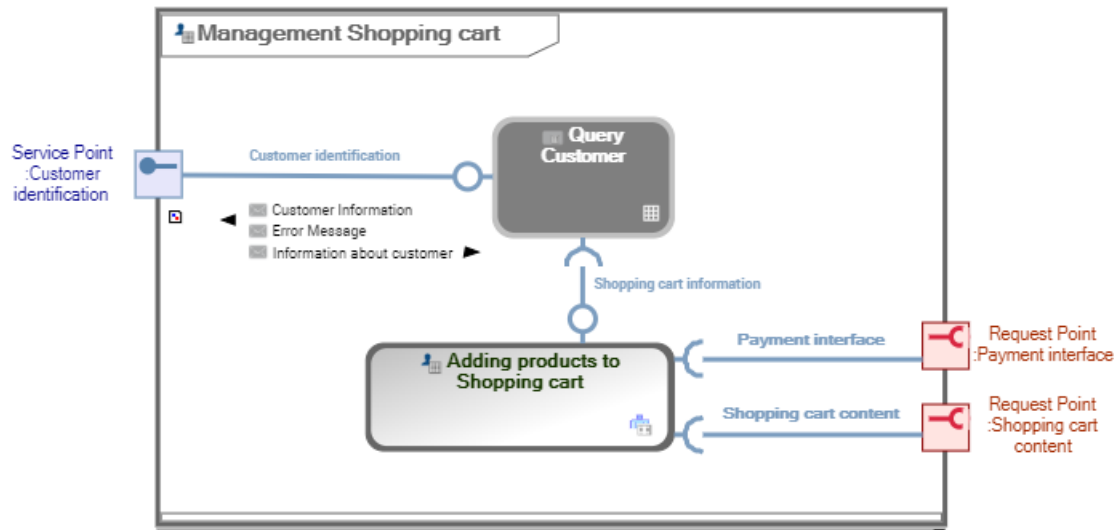 Management Shopping cart
Query
Customer
Service Point
:Customer
identification
Customer identification
Customer Information
Error Message
Information about customer
Shopping cart information
Adding products to
Shopping cart
Payment interface
Request Point
:Payment interface
Shopping cart content
Request Point
:Shopping cart
content